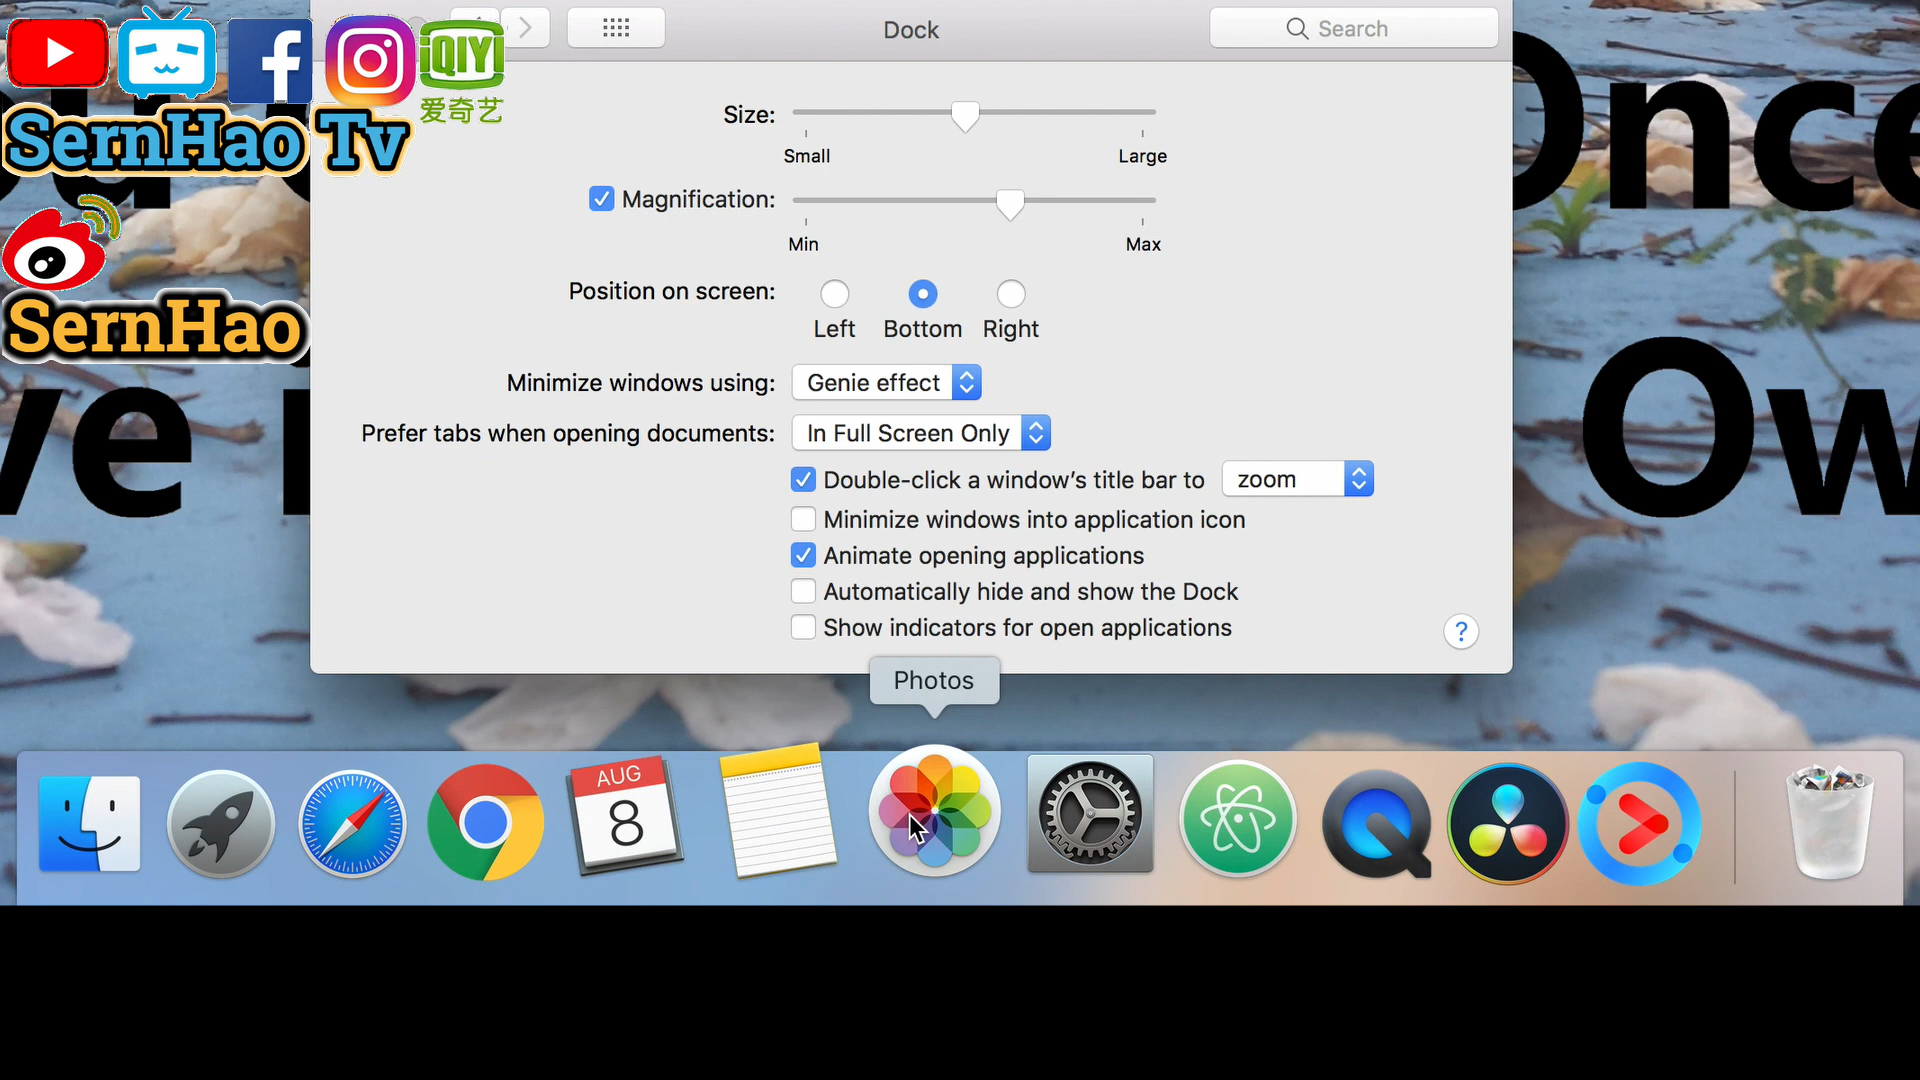 Dock
Search
iQIYI
爱奇艺
SernHao Tv
SernHao
Size:
Small
Large
Magnification:
Min
Max
Position on screen:
Left
Bottom
Right
Minimize windows using:
Genie effect
Prefer tabs when opening documents:
In Full Screen Only
Double-click a window's title bar to
zoom
Minimize windows into application icon
Animate opening applications
Automatically hide and show the Dock
Show indicators for open applications
?
Once
Ow
Photos
AUG
8